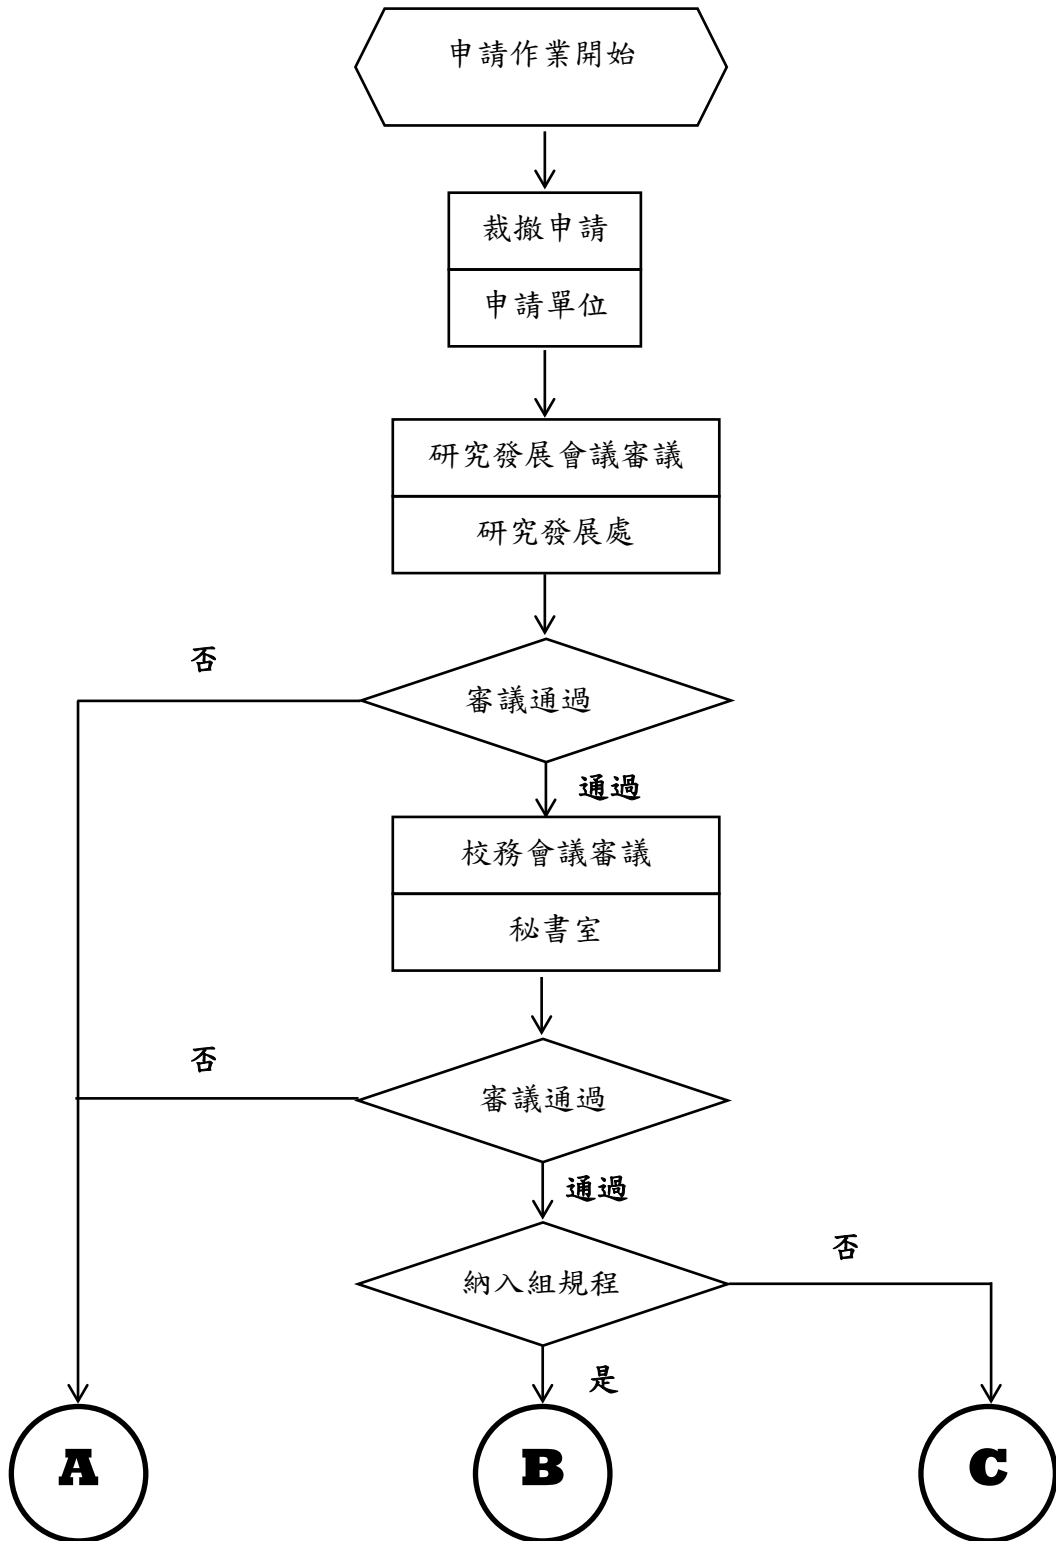 申請作業開始
裁撤申請
申請單位
研究發展會議審議
研究發展處
否
審議通過
通過
校務會議審議
秘書室
否
審議通過
通過
否
納入組規程
是
A
B
C